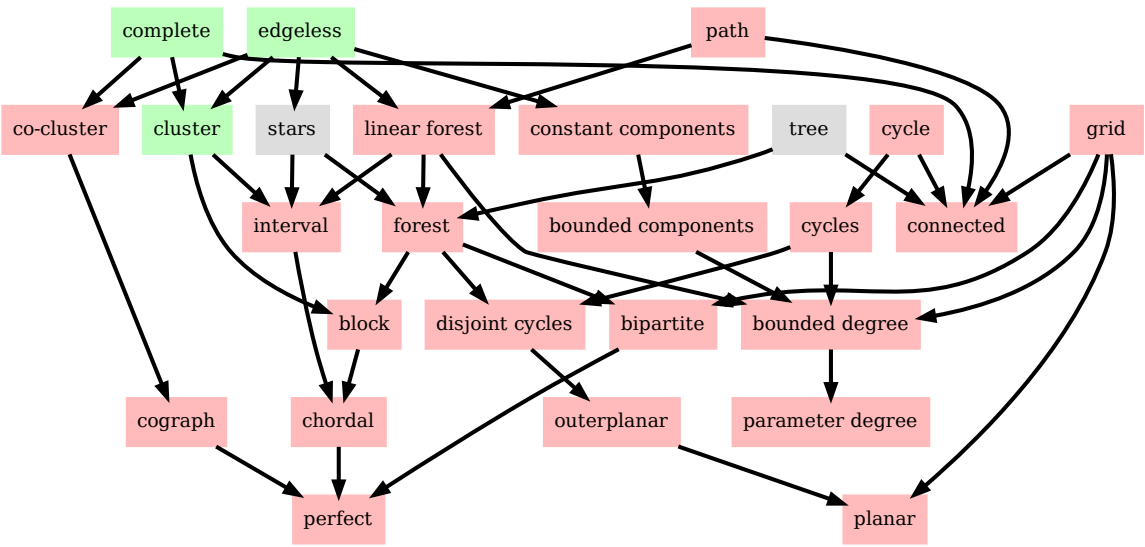 complete
edgeless
path
co-cluster
cluster
stars
linear forest
constant components
tree
cycle
grid
interval
forest
bounded components
cycles
connected
block
disjoint cycles
bipartite
bounded degree
cograph
chordal
outerplanar
parameter degree
perfect
planar